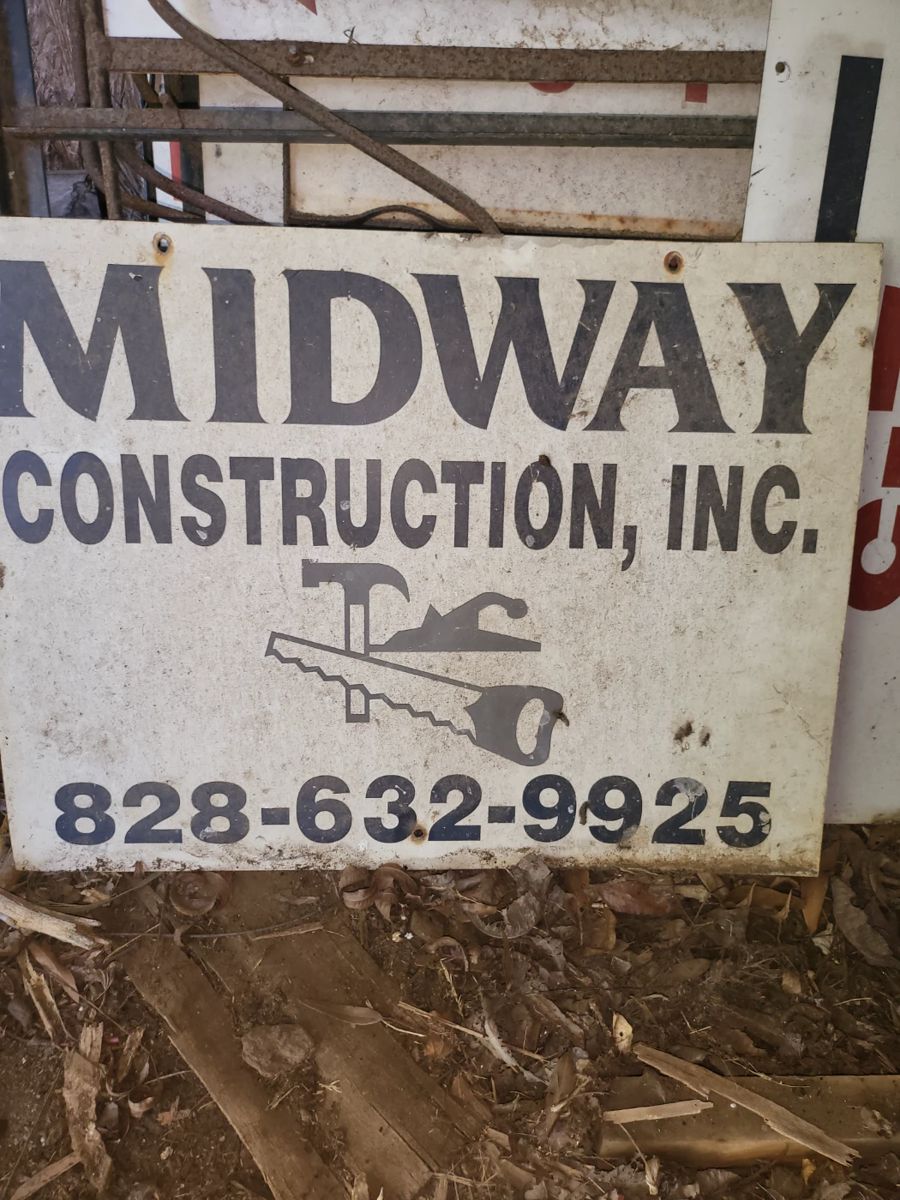 MIDWAY
CONSTRUCTION, INC.
828-632-9925